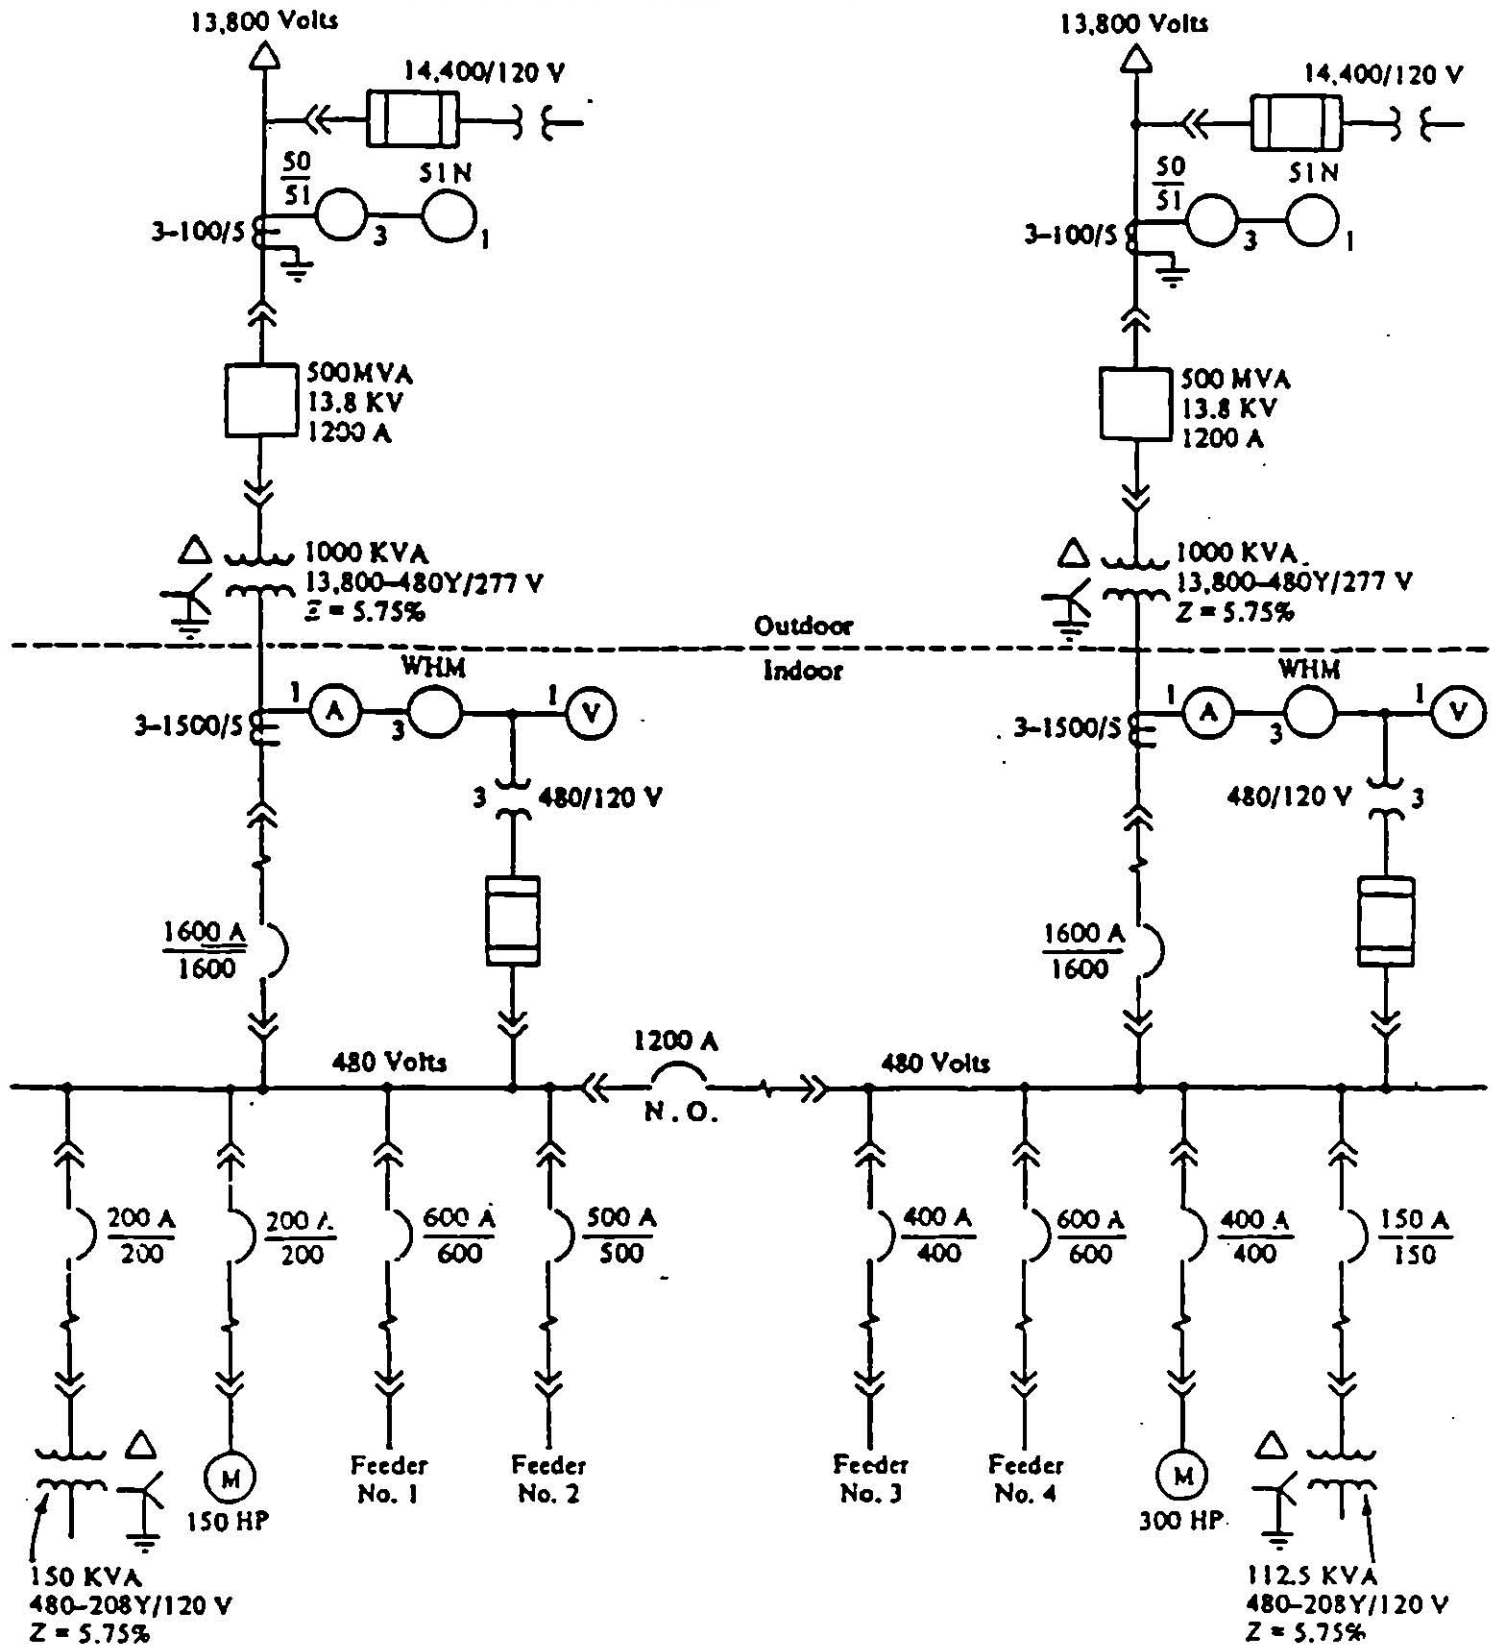 13,800 Volts
13,800 Volts
14,400/120 V
14,400/120 V
50
51
51N
3-100/5
3
1
50
51
51N
3-100/5
3
1
500MVA
13.8 KV
1200 A
500 MVA
13.8 KV
1200 A
1000 KVA
13,800-480Y/277 V
Z = 5.75%
1000 KVA
13,800-480Y/277 V
Z = 5.75%
Outdoor
Indoor
WHM
1
A
3
1
V
3-1500/5
3
480/120 V
WHM
1
A
3
1
V
3-1500/5
480/120 V
3
1600 A
1600
1600 A
1600
480 Volts
1200 A
N.O.
480 Volts
200 A
200
200 A
200
600 A
600
500 A
500
400 A
400
600 A
600
400 A
400
150 A
150
M
150 HP
Feeder
No. 1
Feeder
No. 2
Feeder
No. 3
Feeder
No. 4
M
300 HP
150 KVA
480-208Y/120 V
Z = 5.75%
112.5 KVA
480-208Y/120 V
Z = 5.75%